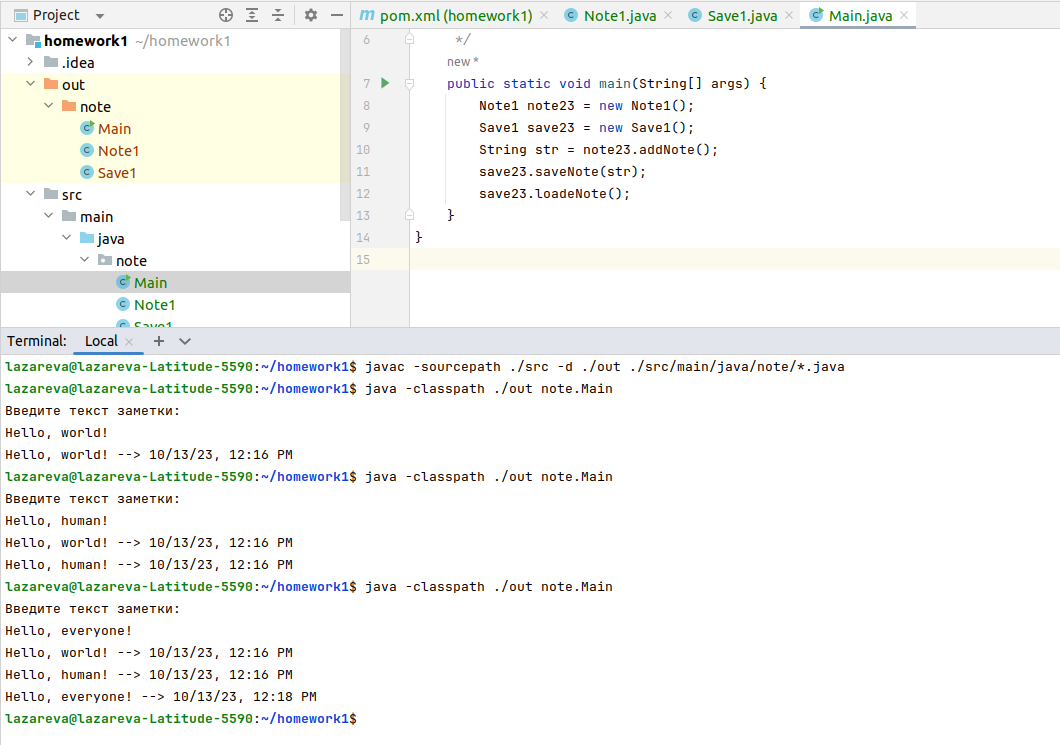 Project
homework1 ~/homework1
.idea
out
note
Main
Note1
Save1
src
main
java
note
Main
Note1
Save1
pom.xml (homework1) Note1.java Save1.java Main.java
6 */
new *
7 public static void main(String[] args) {
8 Note1 note23 = new Note1();
9 Save1 save23 = new Save1();
10 String str = note23.addNote();
11 save23.saveNote(str);
12 save23.loadeNote();
13 }
14 }
15
Terminal: Local
lazareva@lazareva-Latitude-5590:~/homework1$ javac -sourcepath ./src -d ./out ./src/main/java/note/*.java
lazareva@lazareva-Latitude-5590:~/homework1$ java -classpath ./out note.Main
Введите текст заметки:
Hello, world!
Hello, world! --> 10/13/23, 12:16 PM
lazareva@lazareva-Latitude-5590:~/homework1$ java -classpath ./out note.Main
Введите текст заметки:
Hello, human!
Hello, world! --> 10/13/23, 12:16 PM
Hello, human! --> 10/13/23, 12:16 PM
lazareva@lazareva-Latitude-5590:~/homework1$ java -classpath ./out note.Main
Введите текст заметки:
Hello, everyone!
Hello, world! --> 10/13/23, 12:16 PM
Hello, human! --> 10/13/23, 12:16 PM
Hello, everyone! --> 10/13/23, 12:18 PM
lazareva@lazareva-Latitude-5590:~/homework1$